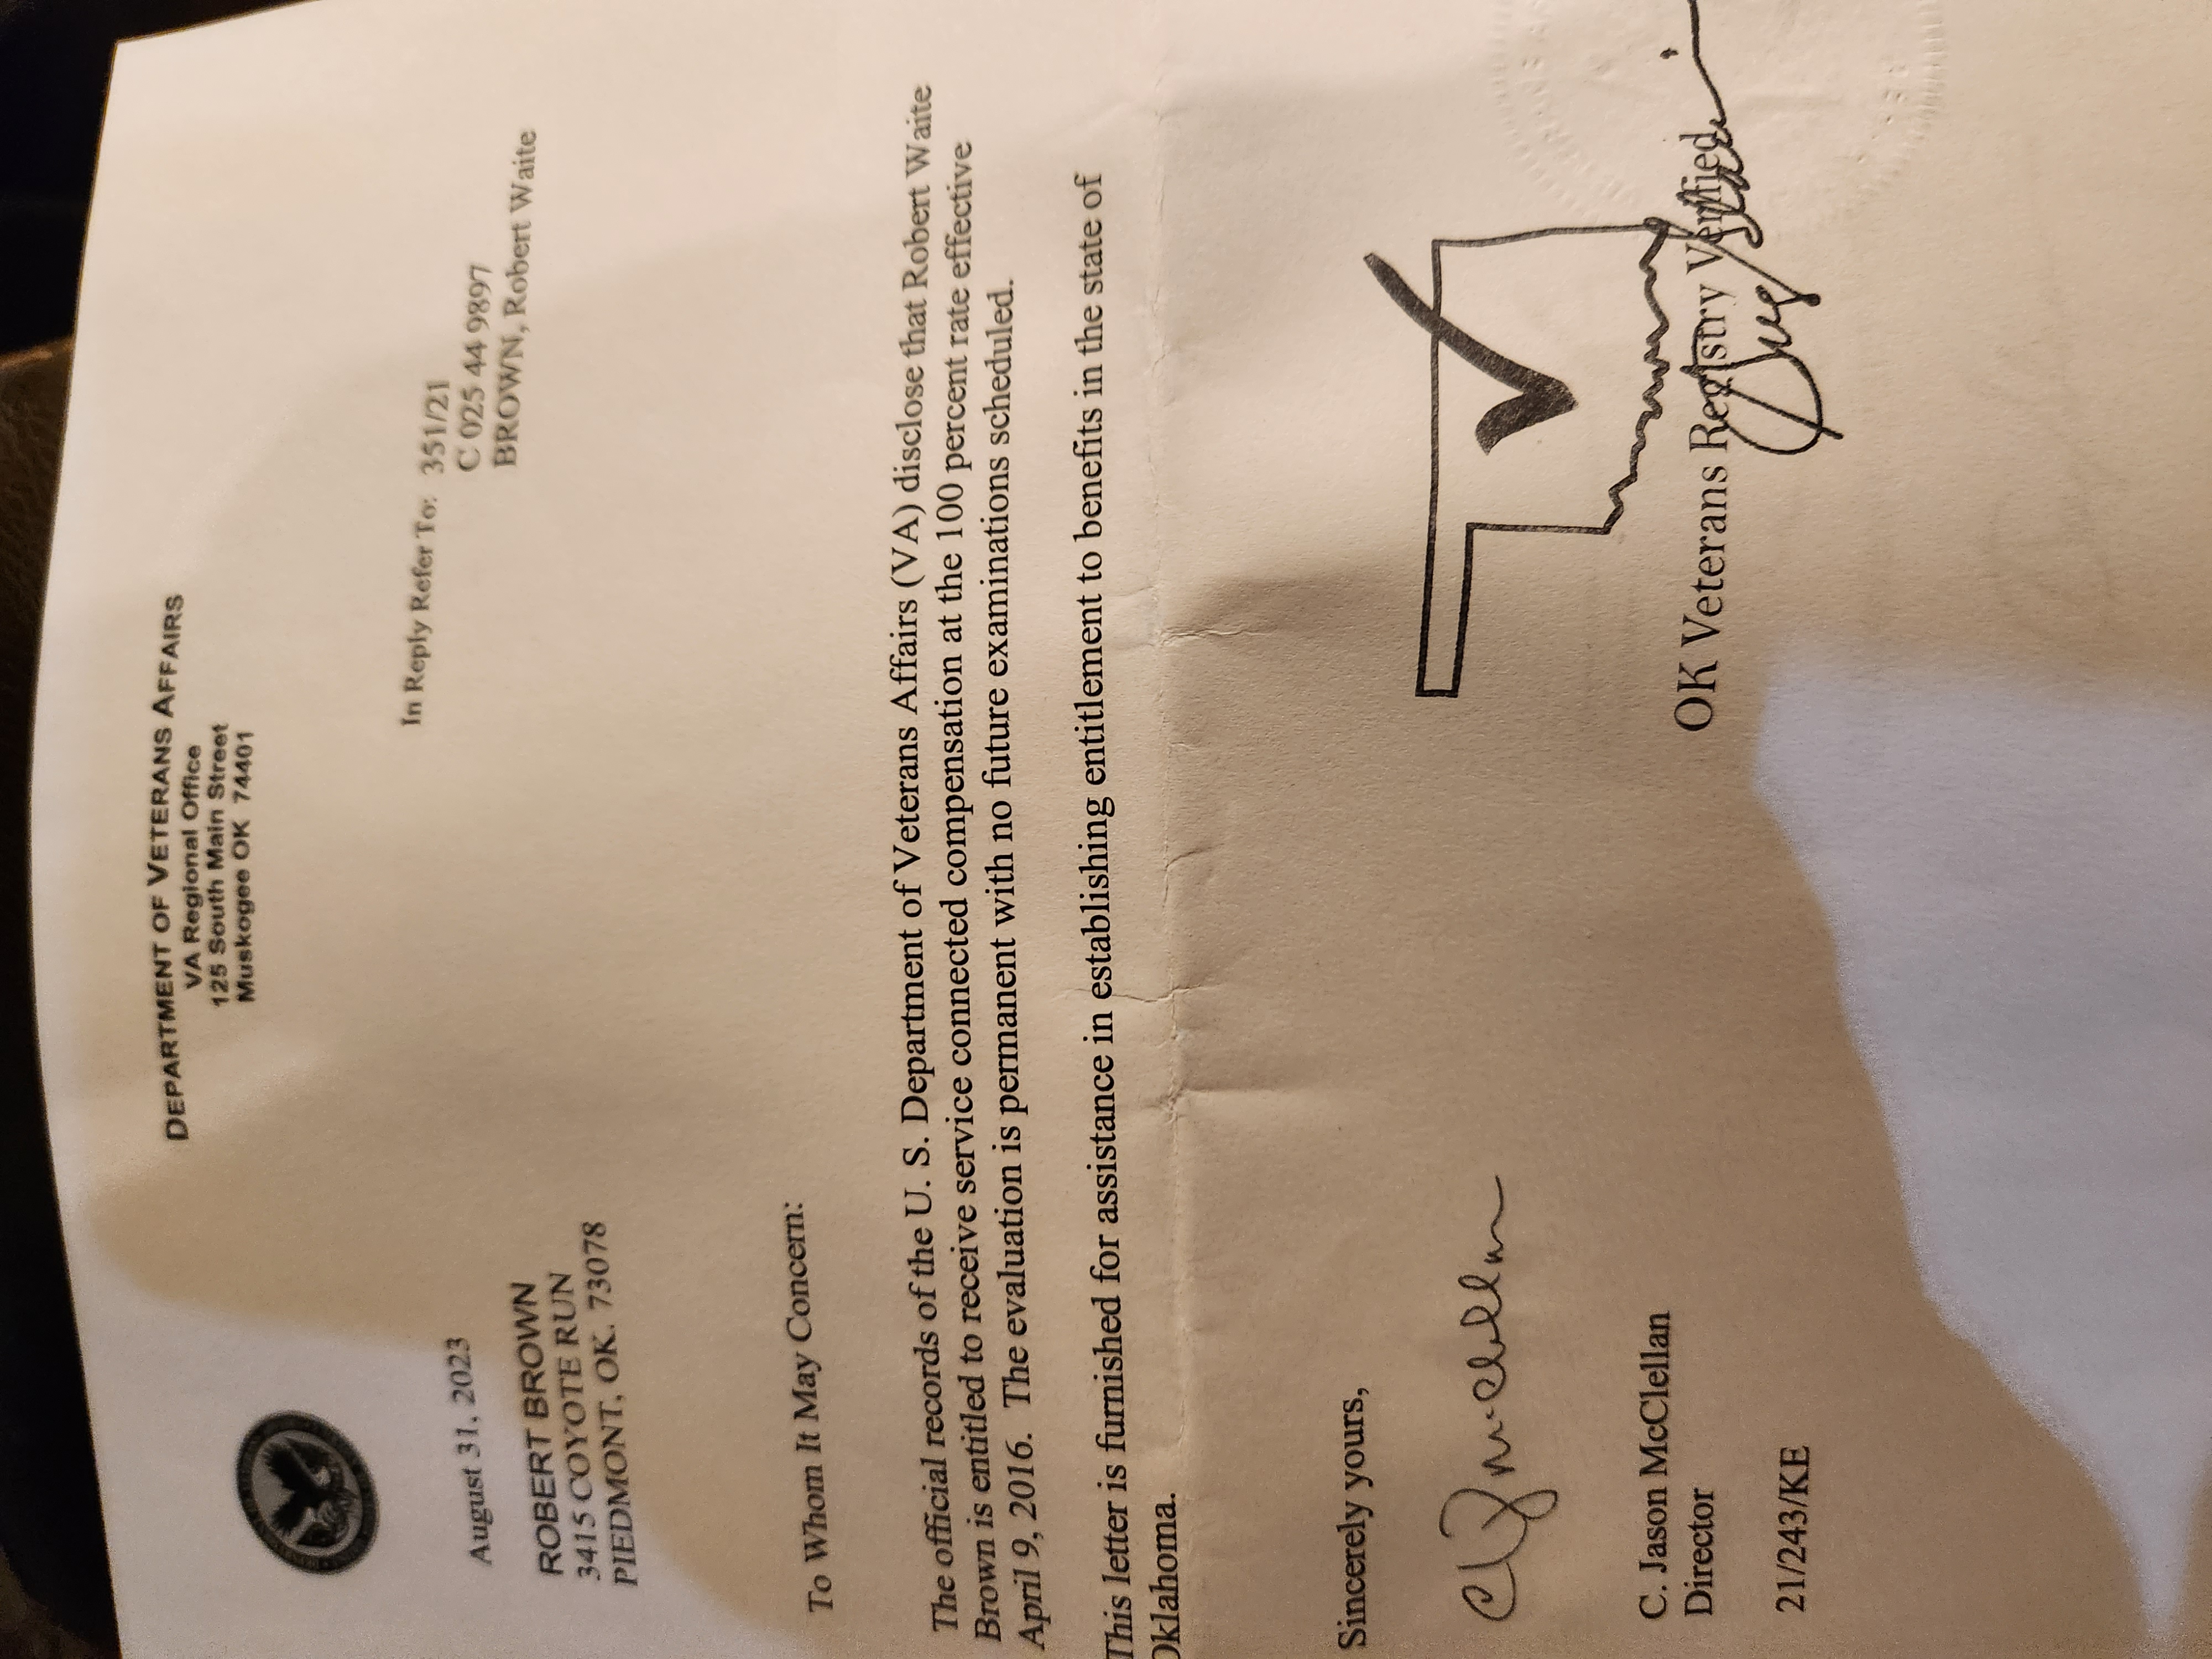 DEPARTMENT OF VETERANS AFFAIRS
VA Regional Office
125 South Main Street
Muskogee OK 74401
August 31, 2023
In Reply Refer To: 351/21
C 025 44 9897
BROWN, Robert Waite
ROBERT BROWN
3415 COYOTE RUN
PIEDMONT, OK. 73078
To Whom It May Concern:
The official records of the U. S. Department of Veterans Affairs (VA) disclose that Robert Waite
Brown is entitled to receive service connected compensation at the 100 percent rate effective
April 9, 2016. The evaluation is permanent with no future examinations scheduled.
This letter is furnished for assistance in establishing entitlement to benefits in the state of
Oklahoma.
Sincerely yours,
C. Jason McClellan
Director
21/243/KE
OK Veterans Registry Verified